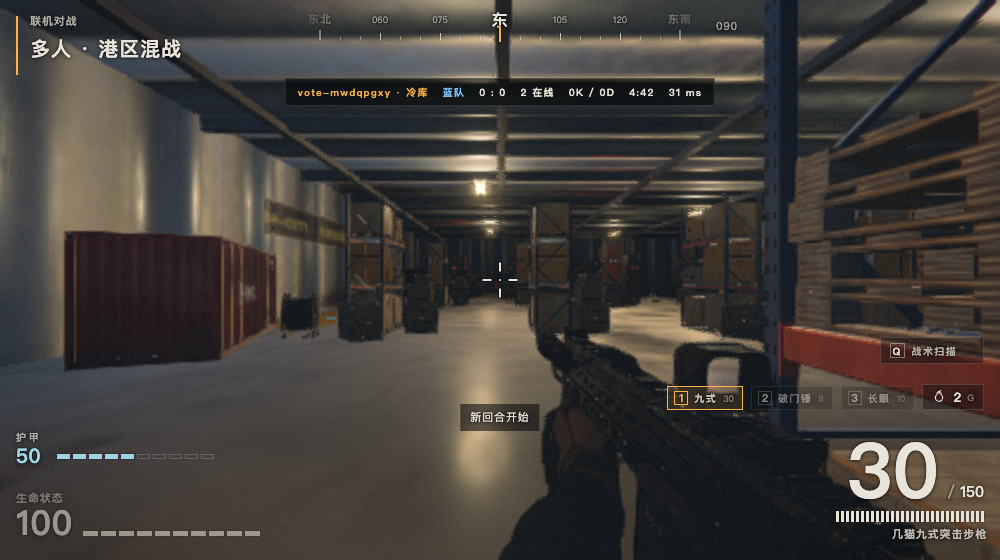 联机对战
多人 · 港区混战
东北 060 075 东 105 120 东南 090
vote-mwdqpgxy · 冷库 蓝队 0 : 0 2 在线 0K / 0D 4:42 31 ms
Q 战术扫描
1 九式 30 2 破门锤 8 3 长眼 10 2 G
新回合开始
护甲
50
生命状态
100
30 / 150
几猫九式突击步枪